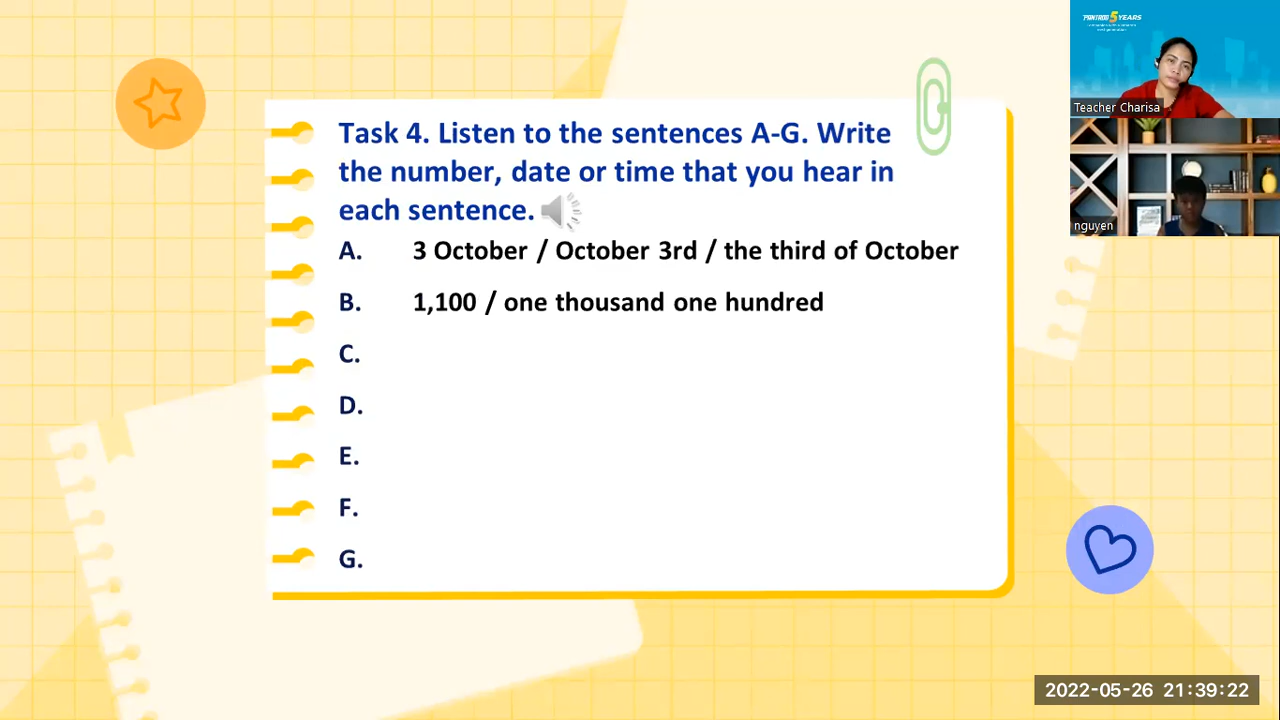 Task 4. Listen to the sentences A-G. Write
the number, date or time that you hear in
each sentence.
A. 3 October / October 3rd / the third of October
B. 1,100 / one thousand one hundred
C.
D.
E.
F.
G.
5 YEARS
Teacher Charisa
nguyen
2022-05-26 21:39:22